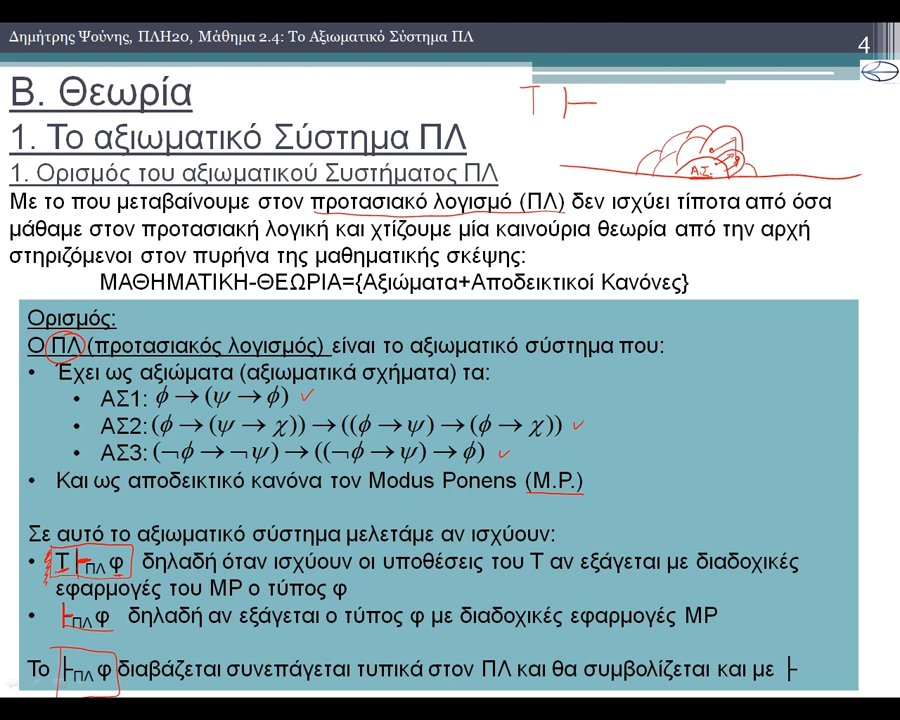 Δημήτρης Ψούνης, ΠΛΗ20, Μάθημα 2.4: Το Αξιωματικό Σύστημα ΠΛ
4
Β. Θεωρία
Τ ⊢
1. Το αξιωματικό Σύστημα ΠΛ
Α.Σ.
1. Ορισμός του αξιωματικού Συστήματος ΠΛ
Με το που μεταβαίνουμε στον προτασιακό λογισμό (ΠΛ) δεν ισχύει τίποτα από όσα
μάθαμε στον προτασιακή λογική και χτίζουμε μία καινούρια θεωρία από την αρχή
στηριζόμενοι στον πυρήνα της μαθηματικής σκέψης:
ΜΑΘΗΜΑΤΙΚΗ-ΘΕΩΡΙΑ={Αξιώματα+Αποδεικτικοί Κανόνες}
Ορισμός:
Ο ΠΛ (προτασιακός λογισμός) είναι το αξιωματικό σύστημα που:
• Έχει ως αξιώματα (αξιωματικά σχήματα) τα:
• ΑΣ1: ϕ → (ψ → ϕ)
• ΑΣ2: (ϕ → (ψ → χ)) → ((ϕ → ψ) → (ϕ → χ))
• ΑΣ3: (¬ϕ → ¬ψ) → ((¬ϕ → ψ) → ϕ)
• Και ως αποδεικτικό κανόνα τον Modus Ponens (M.P.)
Σε αυτό το αξιωματικό σύστημα μελετάμε αν ισχύουν:
• Τ ⊢ΠΛ φ δηλαδή όταν ισχύουν οι υποθέσεις του Τ αν εξάγεται με διαδοχικές
εφαρμογές του MP ο τύπος φ
• ⊢ΠΛ φ δηλαδή αν εξάγεται ο τύπος φ με διαδοχικές εφαρμογές MP
Το ⊢ΠΛ φ διαβάζεται συνεπάγεται τυπικά στον ΠΛ και θα συμβολίζεται και με ⊢